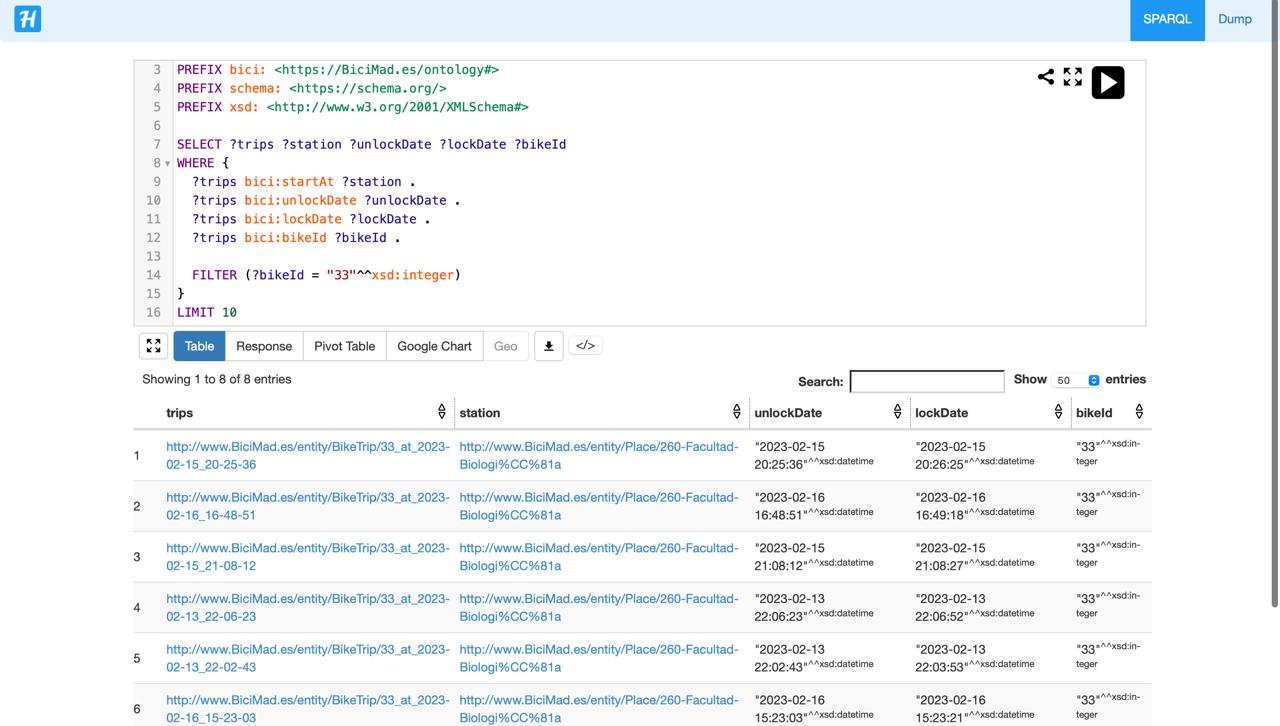 H
SPARQL Dump
3 PREFIX bici: <https://BiciMad.es/ontology#>
4 PREFIX schema: <https://schema.org/>
5 PREFIX xsd: <http://www.w3.org/2001/XMLSchema#>
6
7 SELECT ?trips ?station ?unlockDate ?lockDate ?bikeId
8 WHERE {
9 ?trips bici:startAt ?station .
10 ?trips bici:unlockDate ?unlockDate .
11 ?trips bici:lockDate ?lockDate .
12 ?trips bici:bikeId ?bikeId .
13
14 FILTER (?bikeId = "33"^^xsd:integer)
15 }
16 LIMIT 10
Table Response Pivot Table Google Chart Geo </>
Showing 1 to 8 of 8 entries Search: Show 50 entries
trips station unlockDate lockDate bikeId
1 http://www.BiciMad.es/entity/BikeTrip/33_at_2023- http://www.BiciMad.es/entity/Place/260-Facultad- "2023-02-15 "2023-02-15 "33"^^xsd:in-
02-15_20-25-36 Biologi%CC%81a 20:25:36"^^xsd:datetime 20:26:25"^^xsd:datetime teger
2 http://www.BiciMad.es/entity/BikeTrip/33_at_2023- http://www.BiciMad.es/entity/Place/260-Facultad- "2023-02-16 "2023-02-16 "33"^^xsd:in-
02-16_16-48-51 Biologi%CC%81a 16:48:51"^^xsd:datetime 16:49:18"^^xsd:datetime teger
3 http://www.BiciMad.es/entity/BikeTrip/33_at_2023- http://www.BiciMad.es/entity/Place/260-Facultad- "2023-02-15 "2023-02-15 "33"^^xsd:in-
02-15_21-08-12 Biologi%CC%81a 21:08:12"^^xsd:datetime 21:08:27"^^xsd:datetime teger
4 http://www.BiciMad.es/entity/BikeTrip/33_at_2023- http://www.BiciMad.es/entity/Place/260-Facultad- "2023-02-13 "2023-02-13 "33"^^xsd:in-
02-13_22-06-23 Biologi%CC%81a 22:06:23"^^xsd:datetime 22:06:52"^^xsd:datetime teger
5 http://www.BiciMad.es/entity/BikeTrip/33_at_2023- http://www.BiciMad.es/entity/Place/260-Facultad- "2023-02-13 "2023-02-13 "33"^^xsd:in-
02-13_22-02-43 Biologi%CC%81a 22:02:43"^^xsd:datetime 22:03:53"^^xsd:datetime teger
6 http://www.BiciMad.es/entity/BikeTrip/33_at_2023- http://www.BiciMad.es/entity/Place/260-Facultad- "2023-02-16 "2023-02-16 "33"^^xsd:in-
02-16_15-23-03 Biologi%CC%81a 15:23:03"^^xsd:datetime 15:23:21"^^xsd:datetime teger